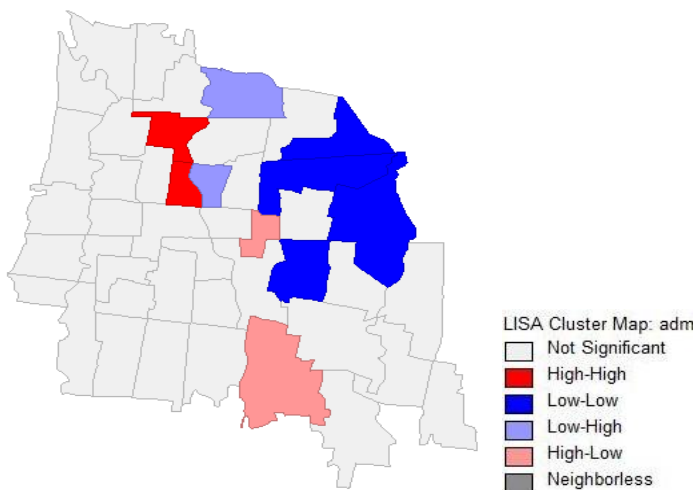 LISA Cluster Map: adm
Not Significant
High-High
Low-Low
Low-High
High-Low
Neighborless